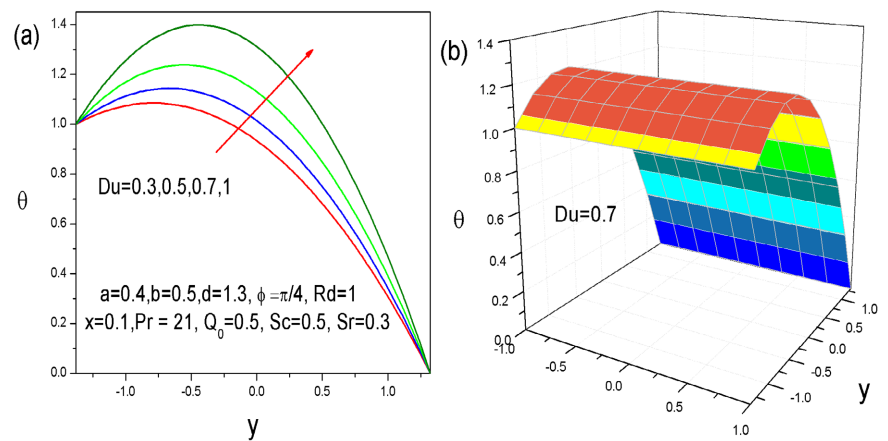 (a)
1.4
1.2
1.0
0.8
0.6
0.4
0.2
0.0
θ
Du=0.3,0.5,0.7,1
a=0.4,b=0.5,d=1.3, ϕ=π/4, Rd=1
x=0.1,Pr = 21, Q₀=0.5, Sc=0.5, Sr=0.3
-1.0 -0.5 0.0 0.5 1.0
y
(b)
1.4
1.2
1.0
0.8
0.6
0.4
0.2
0.0
θ
Du=0.7
-1.0 -0.5 0.0 0.5 1.0
-1.0 -0.5 0.0 0.5 1.0
y